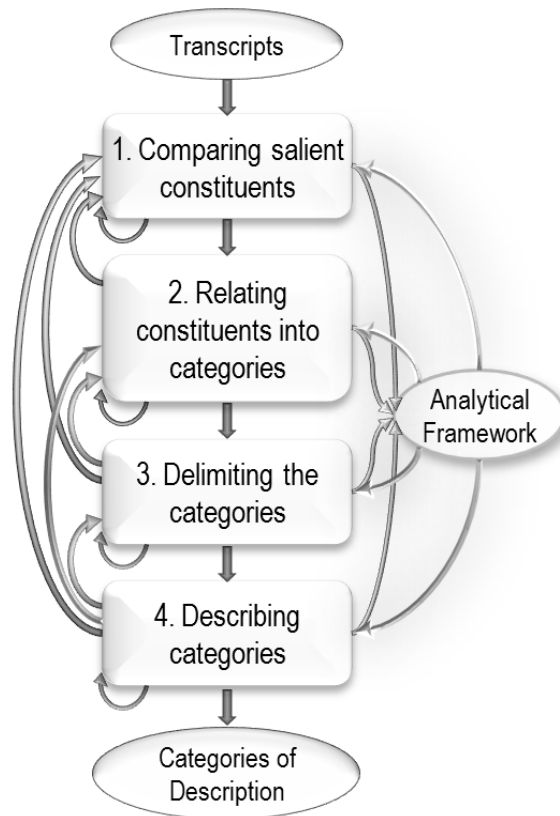 Transcripts
1. Comparing salient
constituents
2. Relating
constituents into
categories
Analytical
Framework
3. Delimiting the
categories
4. Describing
categories
Categories of
Description